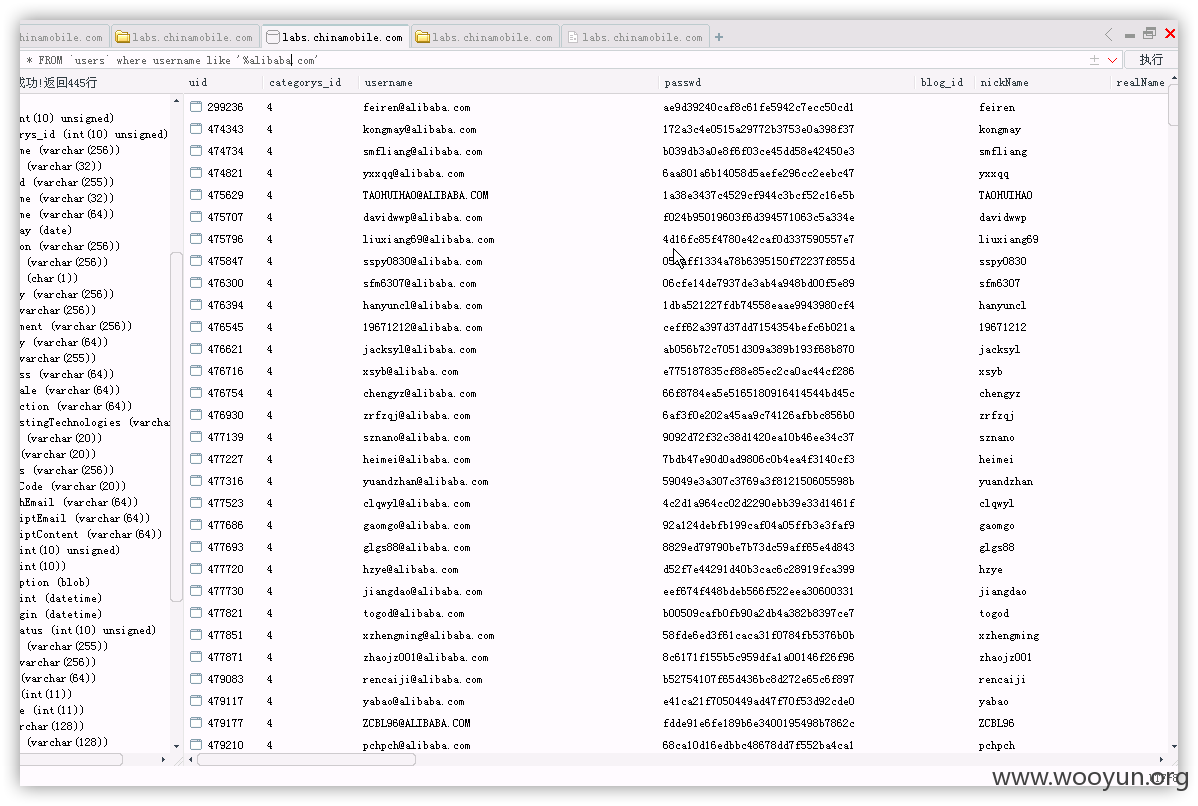 hinamobile.com labs.chinamobile.com labs.chinamobile.com labs.chinamobile.com labs.chinamobile.com
* FROM `users` where username like '%alibaba.com' 执行
成功!返回445行 uid categorys_id username passwd blog_id nickName realName
299236 4 feiren@alibaba.com ae9d39240caf8c61fe5942c7ecc50cd1 feiren
int(10) unsigned)
474343 4 kongmay@alibaba.com 172a3c4e0515a29772b3753e0a398f37 kongmay
rys_id (int(10) unsigned)
474734 4 smfliang@alibaba.com b039db3a0e8f6f03ce45dd58e42450e3 smfliang
me (varchar(256))
(varchar(32))
474821 4 yxxqq@alibaba.com 6aa801a6b14058d5aefe296cc2eebc47 yxxqq
d (varchar(255))
475629 4 TAOHUIHAO@ALIBABA.COM 1a38e3437c4529cf944c3bcf52c16e5b TAOHUIHAO
me (varchar(32))
me (varchar(64))
475707 4 davidwwp@alibaba.com f024b95019603f6d394571063c5a334e davidwwp
ay (date)
475796 4 liuxiang69@alibaba.com 4d16fc85f4780e42caf0d337590557e7 liuxiang69
on (varchar(256))
(varchar(256))
475847 4 sspy0830@alibaba.com aff1334a78b6395150f72237f855d sspy0830
(char(1))
476300 4 sfm6307@alibaba.com 06cfe14de7937de3ab4a948bd00f5e89 sfm6307
y (varchar(256))
476394 4 hanyuncl@alibaba.com 1dba521227fdb74558eaae9943980cf4 hanyuncl
varchar(256))
ment (varchar(256))
476545 4 19671212@alibaba.com ceff62a397d37dd7154354befc6b021a 19671212
y (varchar(64))
476621 4 jacksyl@alibaba.com ab056b72c7051d309a389b193f68b870 jacksyl
varchar(255))
476716 4 xsyb@alibaba.com e775187835cf88e85ec2ca0ac44cf286 xsyb
ss (varchar(64))
ale (varchar(64))
476754 4 chengyz@alibaba.com 66f8784ea5e5165180916414544bd45c chengyz
ction (varchar(64))
476930 4 zrfzqj@alibaba.com 6af3f0e202a45aa9c74126afbbc856b0 zrfzqj
stingTechnologies (varcha
477139 4 sznano@alibaba.com 9092d72f32c38d1420ea10b46ee34c37 sznano
(varchar(20))
(varchar(20))
477227 4 heimei@alibaba.com 7bdb47e90d0ad9806c0b4ea4f3140cf3 heimei
s (varchar(256))
477316 4 yuandzhan@alibaba.com 59049e3a307c3769a3f812150605598b yuandzhan
Code (varchar(20))
477523 4 clqwyl@alibaba.com 4c2d1a964cc02d2290ebb39e33d1461f clqwyl
hEmail (varchar(64))
iptEmail (varchar(64))
477686 4 gaomgo@alibaba.com 92a124debfb199caf04a05ffb3e3faf9 gaomgo
iptContent (varchar(64))
477693 4 glgs88@alibaba.com 8829ed79790be7b73dc59aff65e4d843 glgs88
int(10) unsigned)
int(10))
477720 4 hzye@alibaba.com d52f7e44291d40b3cac6c28919fca399 hzye
ption (blob)
477730 4 jiangdao@alibaba.com eef674f448bdeb566f522eea30600331 jiangdao
int (datetime)
477821 4 togod@alibaba.com b00509cafb0fb90a2db4a382b8397ce7 togod
gin (datetime)
atus (int(10) unsigned)
477851 4 xzhengming@alibaba.com 58fde6ed3f61caca31f0784fb5376b0b xzhengming
(varchar(255))
477871 4 zhaojz001@alibaba.com 8c6171f155b5c959dfa1a00146f26f96 zhaojz001
varchar(256))
479083 4 rencaiji@alibaba.com b52754107f65d436bc8d272e65c6f897 rencaiji
(varchar(64))
(int(11))
479117 4 yabao@alibaba.com e41ca21f7050449ad47f70f53d92cde0 yabao
e (int(11))
479177 4 ZCBL96@ALIBABA.COM fdde91e6fe189b6e3400195498b7862c ZCBL96
rchar(128))
479210 4 pchpch@alibaba.com 68ca10d16edbbc48678dd7f552ba4ca1 pchpch
(varchar(128))
www.wooyun.org